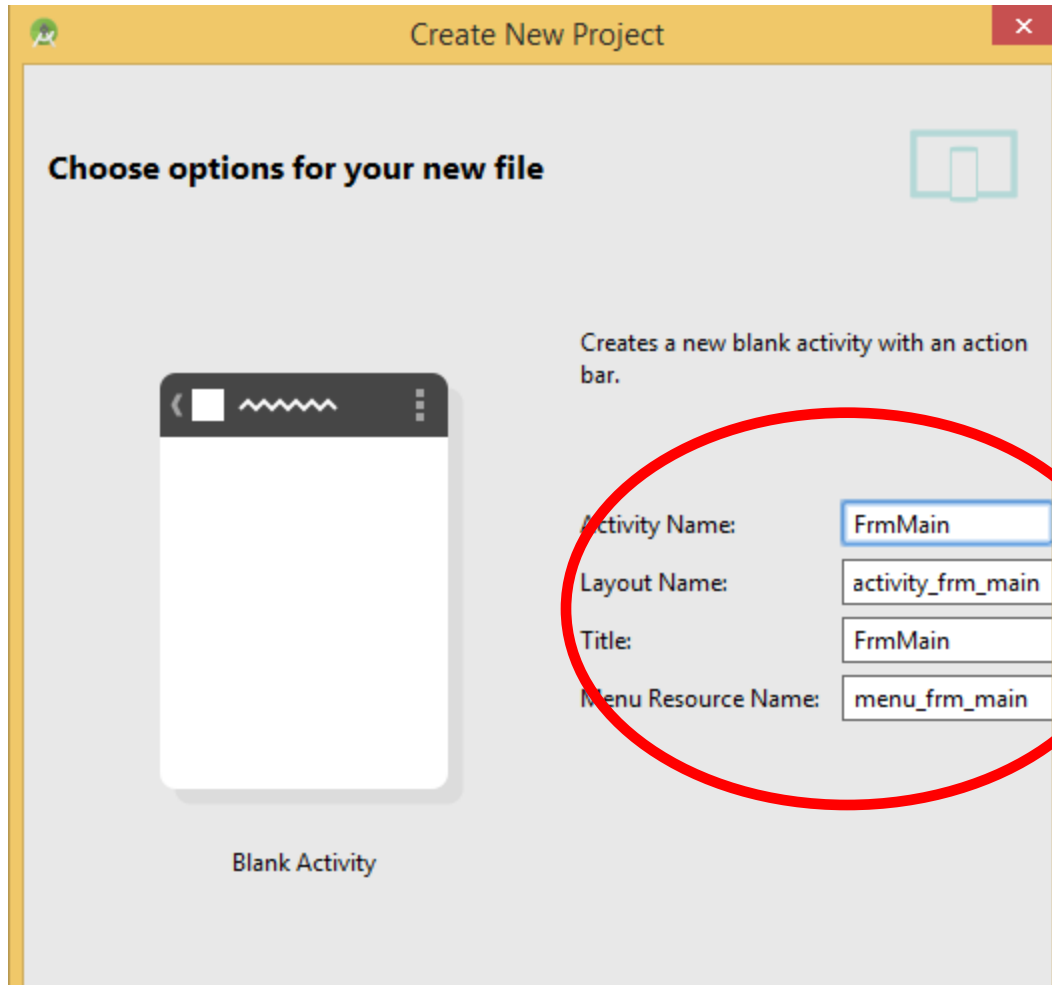 Create New Project
Choose options for your new file
Creates a new blank activity with an action
bar.
Activity Name: FrmMain
Layout Name: activity_frm_main
Title: FrmMain
Menu Resource Name: menu_frm_main
Blank Activity